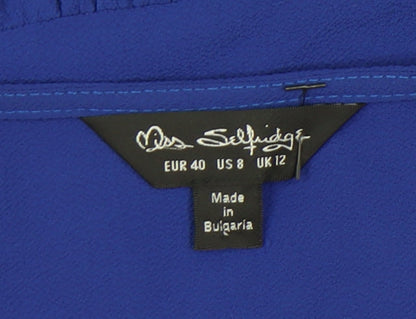 Miss Selfridge
EUR 40 US 8 UK 12
Made
in
Bulgaria